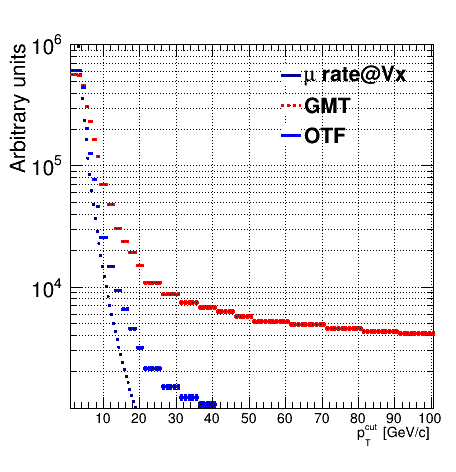 Arbitrary units
10^6
10^5
10^4
μ rate@Vx
GMT
OTF
10 20 30 40 50 60 70 80 90 100
p_T^cut [GeV/c]